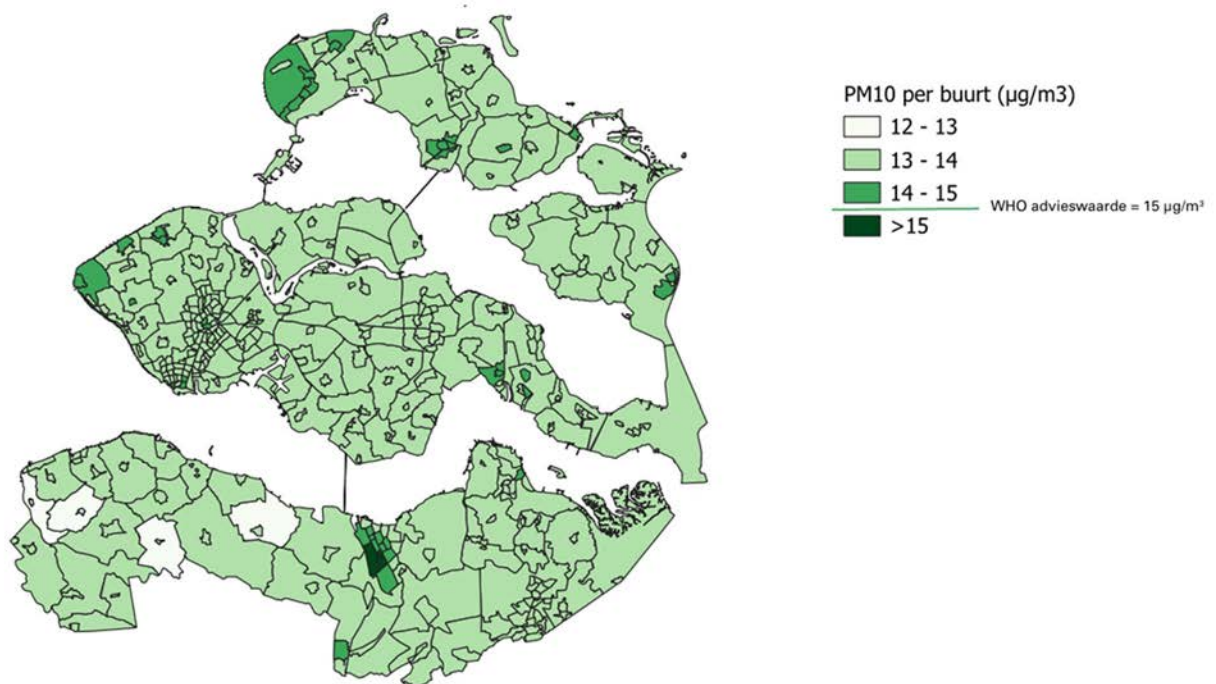 PM10 per buurt (µg/m3)
12 - 13
13 - 14
14 - 15
WHO advieswaarde = 15 µg/m³
>15